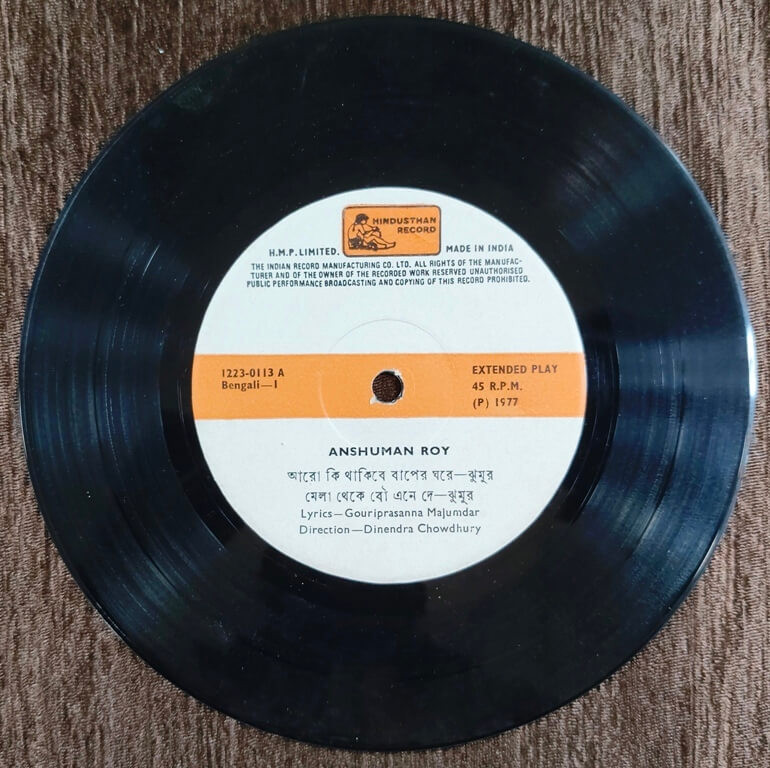 HINDUSTHAN
RECORD
H.M.P. LIMITED. MADE IN INDIA
THE INDIAN RECORD MANUFACTURING CO. LTD. ALL RIGHTS OF THE MANUFAC-
TURER AND OF THE OWNER OF THE RECORDED WORK RESERVED UNAUTHORISED
PUBLIC PERFORMANCE BROADCASTING AND COPYING OF THIS RECORD PROHIBITED.
1223-0113 A
Bengali—1
EXTENDED PLAY
45 R.P.M.
(P) 1977
ANSHUMAN ROY
আরো কি থাকিবে বাপের ঘরে—ঝুমুর
মেলা থেকে বৌ এনে দে—ঝুমুর
Lyrics—Gouriprasanna Majumdar
Direction—Dinendra Chowdhury